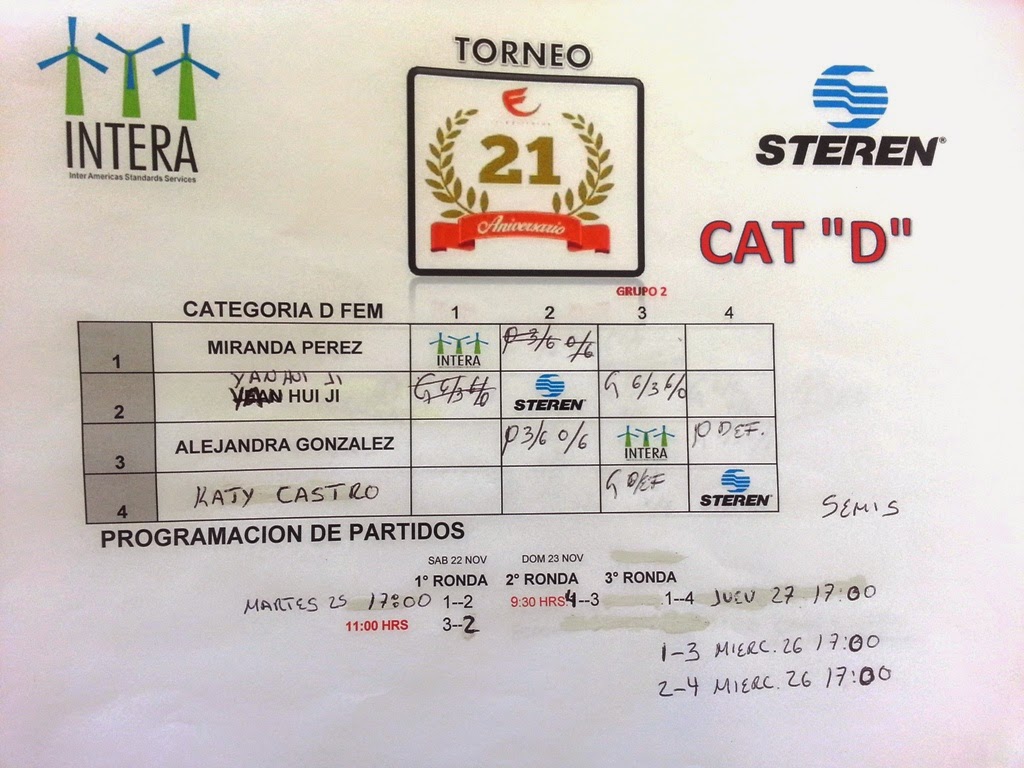 TORNEO
INTERA
Inter Americas Standards Services
21
Aniversario
STEREN®
CAT "D"
GRUPO 2
CATEGORIA D FEM 1 2 3 4
1 MIRANDA PEREZ INTERA P 3/6 0/6
YANHUI JI
2 HUI JI G 6/3 6/0 STEREN G 6/3 6/0
3 ALEJANDRA GONZALEZ P 3/6 0/6 INTERA P DEF.
4 KATY CASTRO G D/EF STEREN
SEMIS
PROGRAMACION DE PARTIDOS
SAB 22 NOV DOM 23 NOV
1° RONDA 2° RONDA 3° RONDA
MARTES 25 17:00 1--2 9:30 HRS 4--3 1--4 JUEV 27 17:00
11:00 HRS 3--2
1-3 MIERC. 26 17:00
2-4 MIERC. 26 17:00